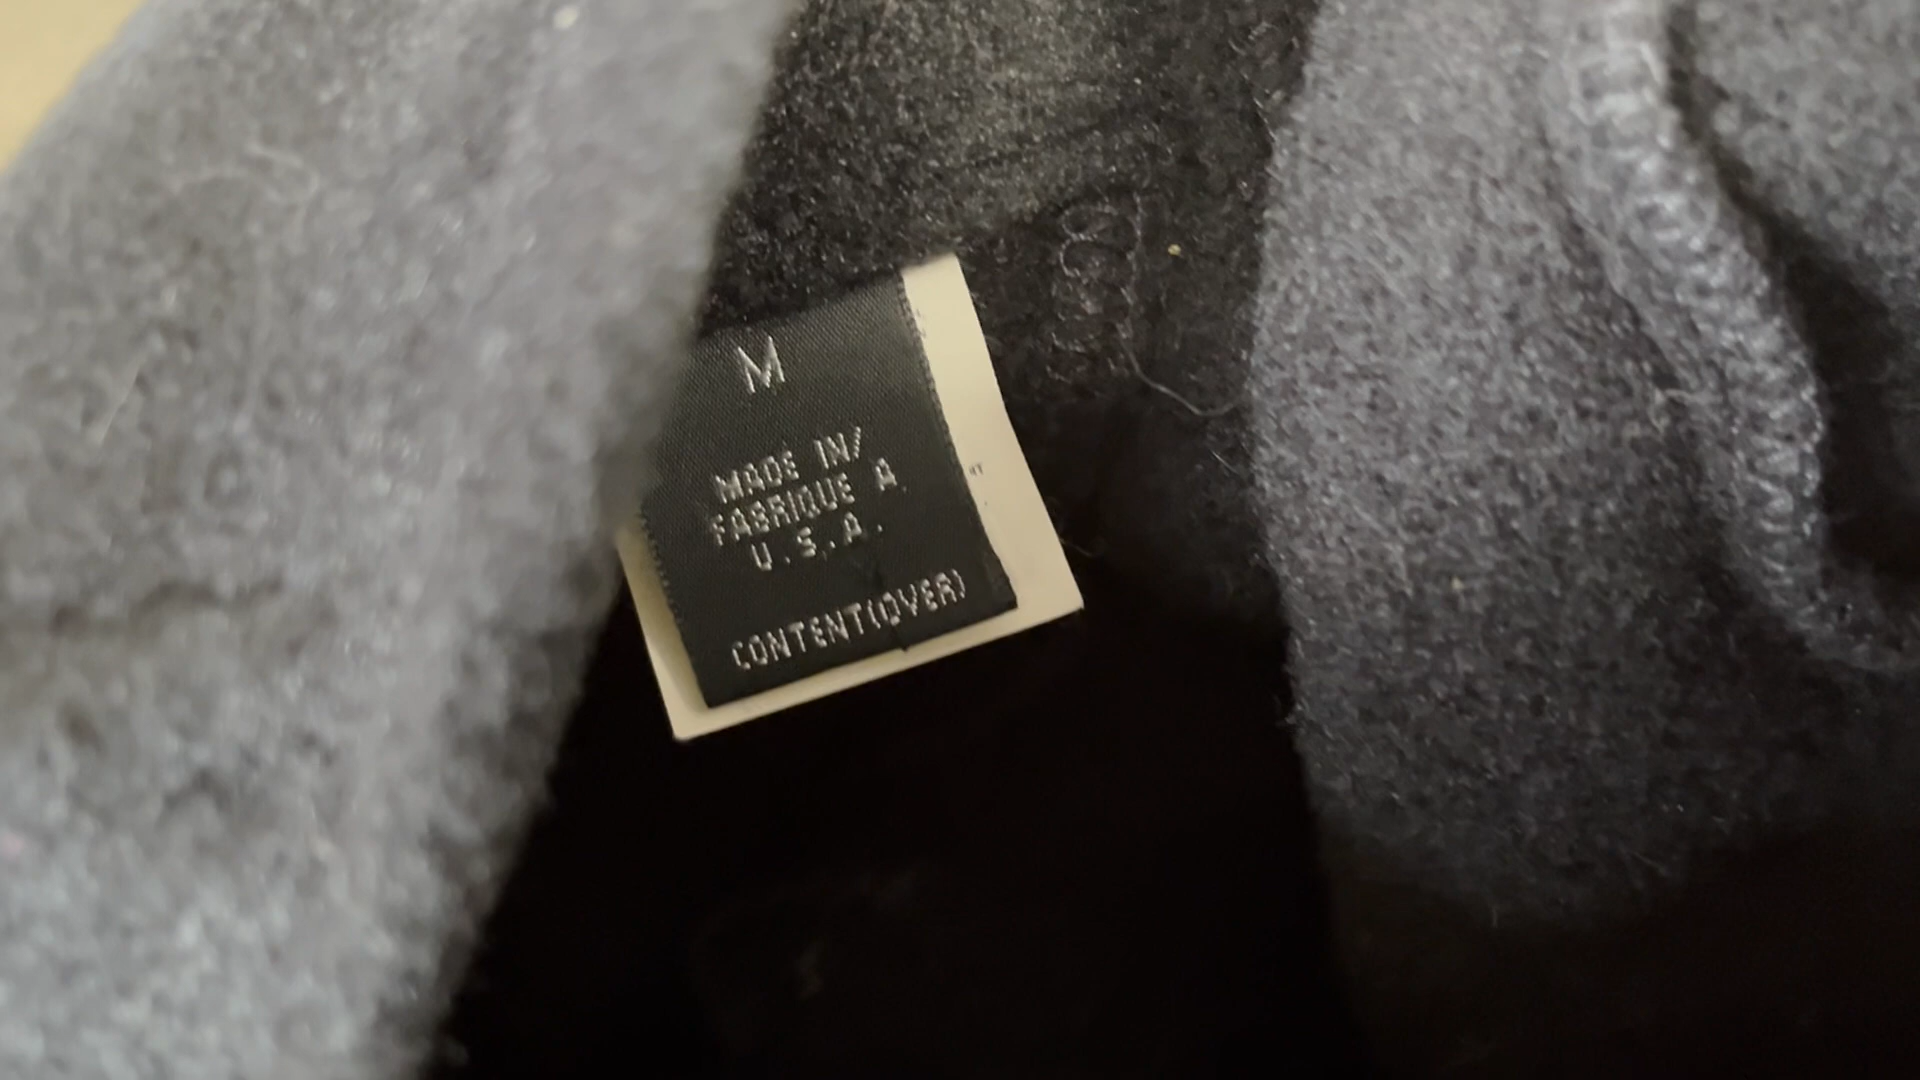 M
MADE IN/
FABRIQUE A
U.S.A.
CONTENT(OVER)